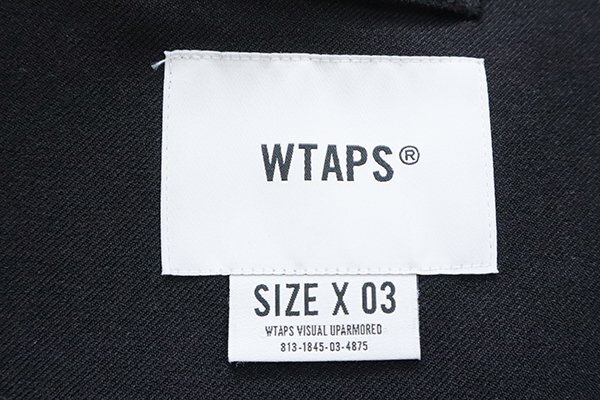 WTAPS®
SIZE X 03
WTAPS VISUAL UPARMORED
813-1845-03-4875